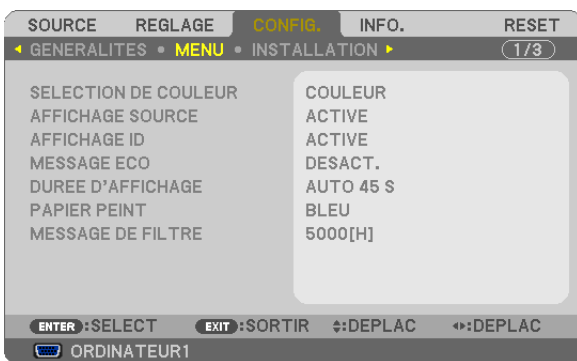 SOURCE REGLAGE CONFIG. INFO. RESET
GENERALITES • MENU • INSTALLATION 1/3
SELECTION DE COULEUR COULEUR
AFFICHAGE SOURCE ACTIVE
AFFICHAGE ID ACTIVE
MESSAGE ECO DESACT.
DUREE D'AFFICHAGE AUTO 45 S
PAPIER PEINT BLEU
MESSAGE DE FILTRE 5000[H]
ENTER :SELECT EXIT :SORTIR :DEPLAC :DEPLAC
ORDINATEUR1